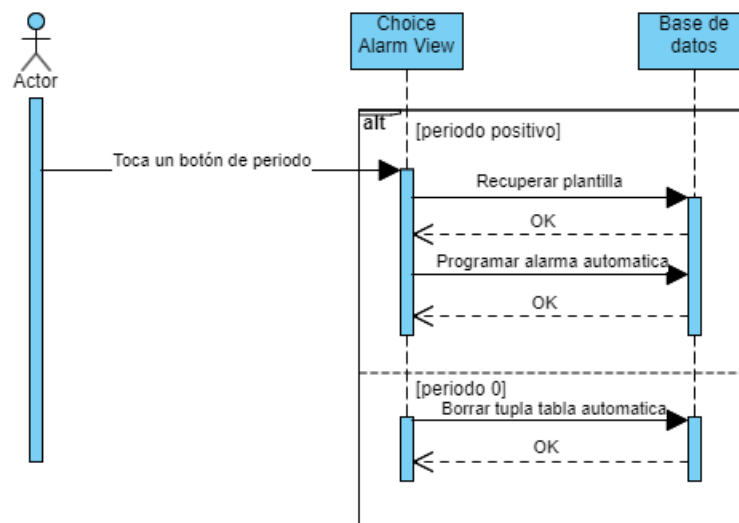 Choice
Alarm View
Base de
datos
Actor
alt
[periodo positivo]
Toca un botón de periodo
Recuperar plantilla
OK
Programar alarma automatica
OK
[periodo 0]
Borrar tupla tabla automatica
OK